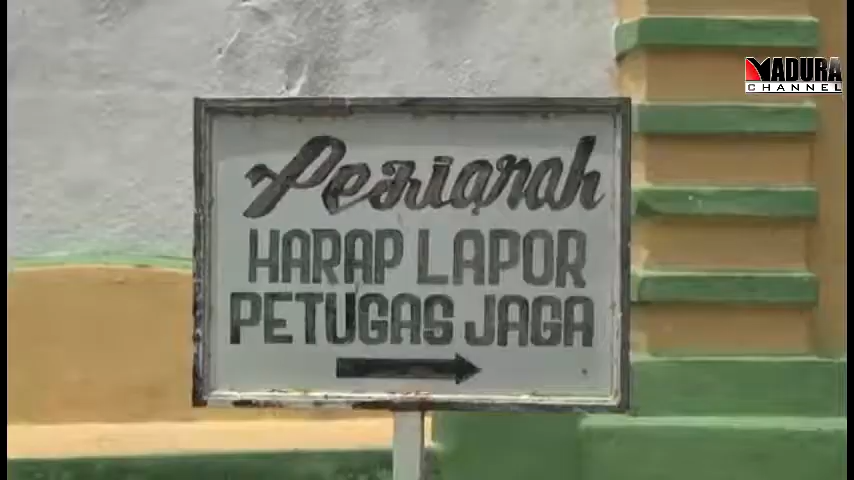 MADURA
CHANNEL
Peziarah
HARAP LAPOR
PETUGAS JAGA